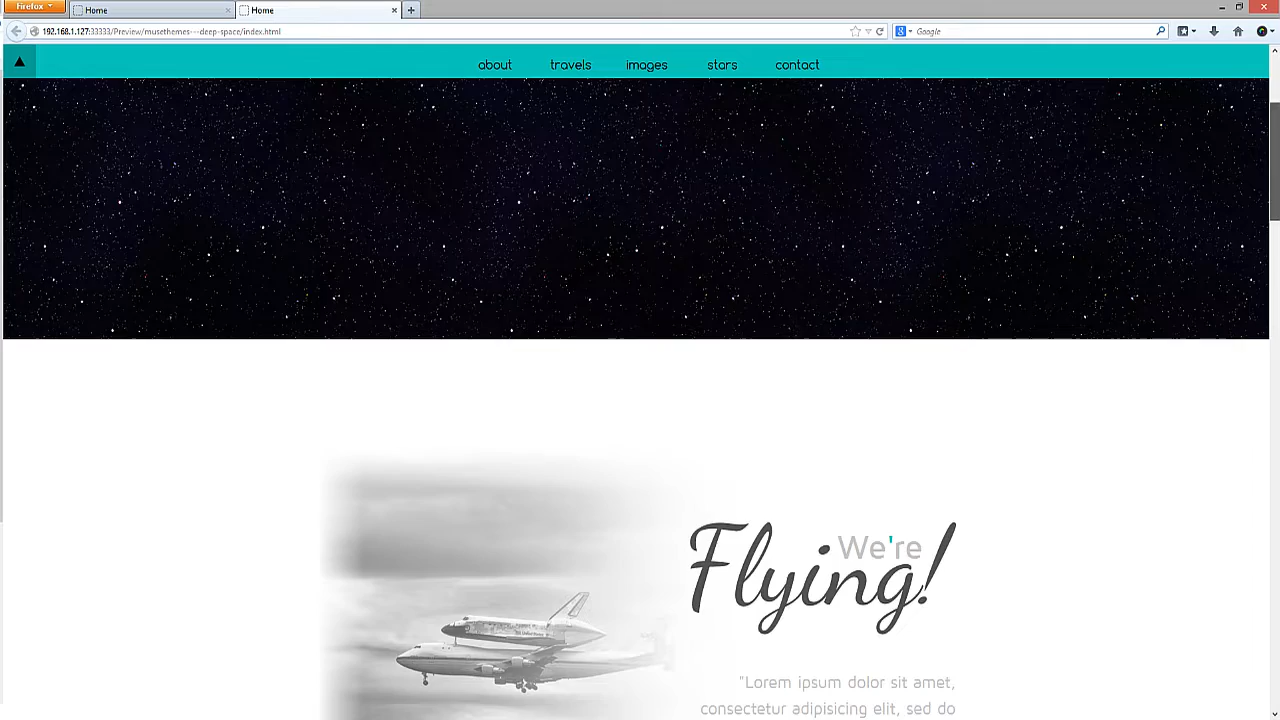 Firefox
Home
Home
192.168.1.127:33333/Preview/musethemes---deep-space/index.html
Google
about
travels
images
stars
contact
We're
Flying!
"Lorem ipsum dolor sit amet,
consectetur adipisicing elit, sed do